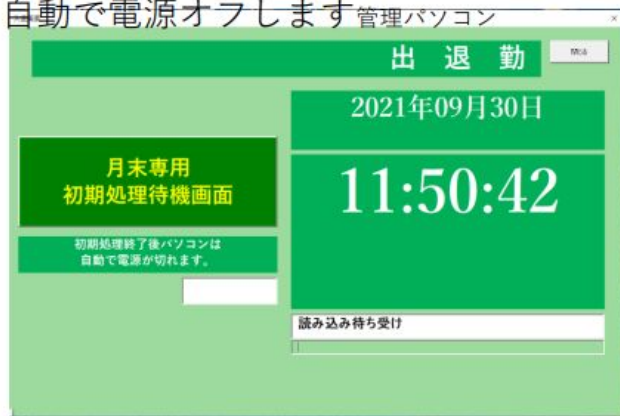 自動で電源オフします管理パソコン
出 退 勤
閉じる
2021年09月30日
月末専用
初期処理待機画面
11:50:42
初期処理終了後パソコンは
自動で電源が切れます。
読み込み待ち受け